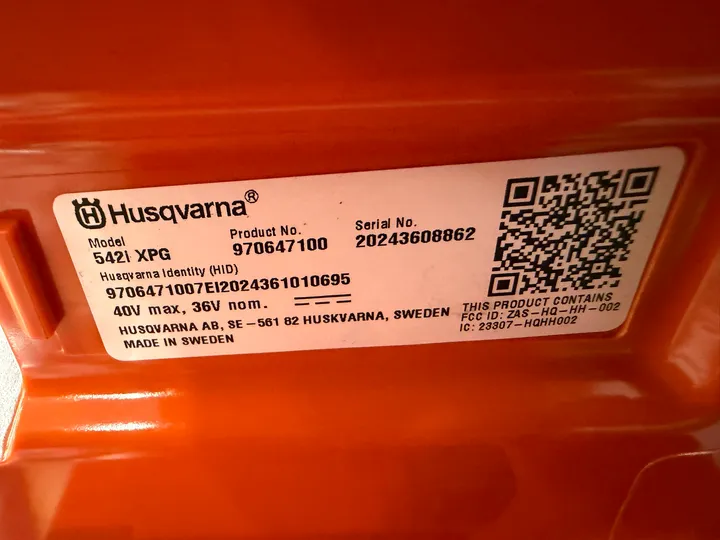 Husqvarna®
Model Product No. Serial No.
542i XPG 970647100 20243608862
Husqvarna Identity (HID)
9706471007EI2024361010695
40V max, 36V nom.
HUSQVARNA AB, SE-561 82 HUSKVARNA, SWEDEN
MADE IN SWEDEN
THIS PRODUCT CONTAINS
FCC ID: ZAS-HQ-HH-002
IC: 23307-HQHH002